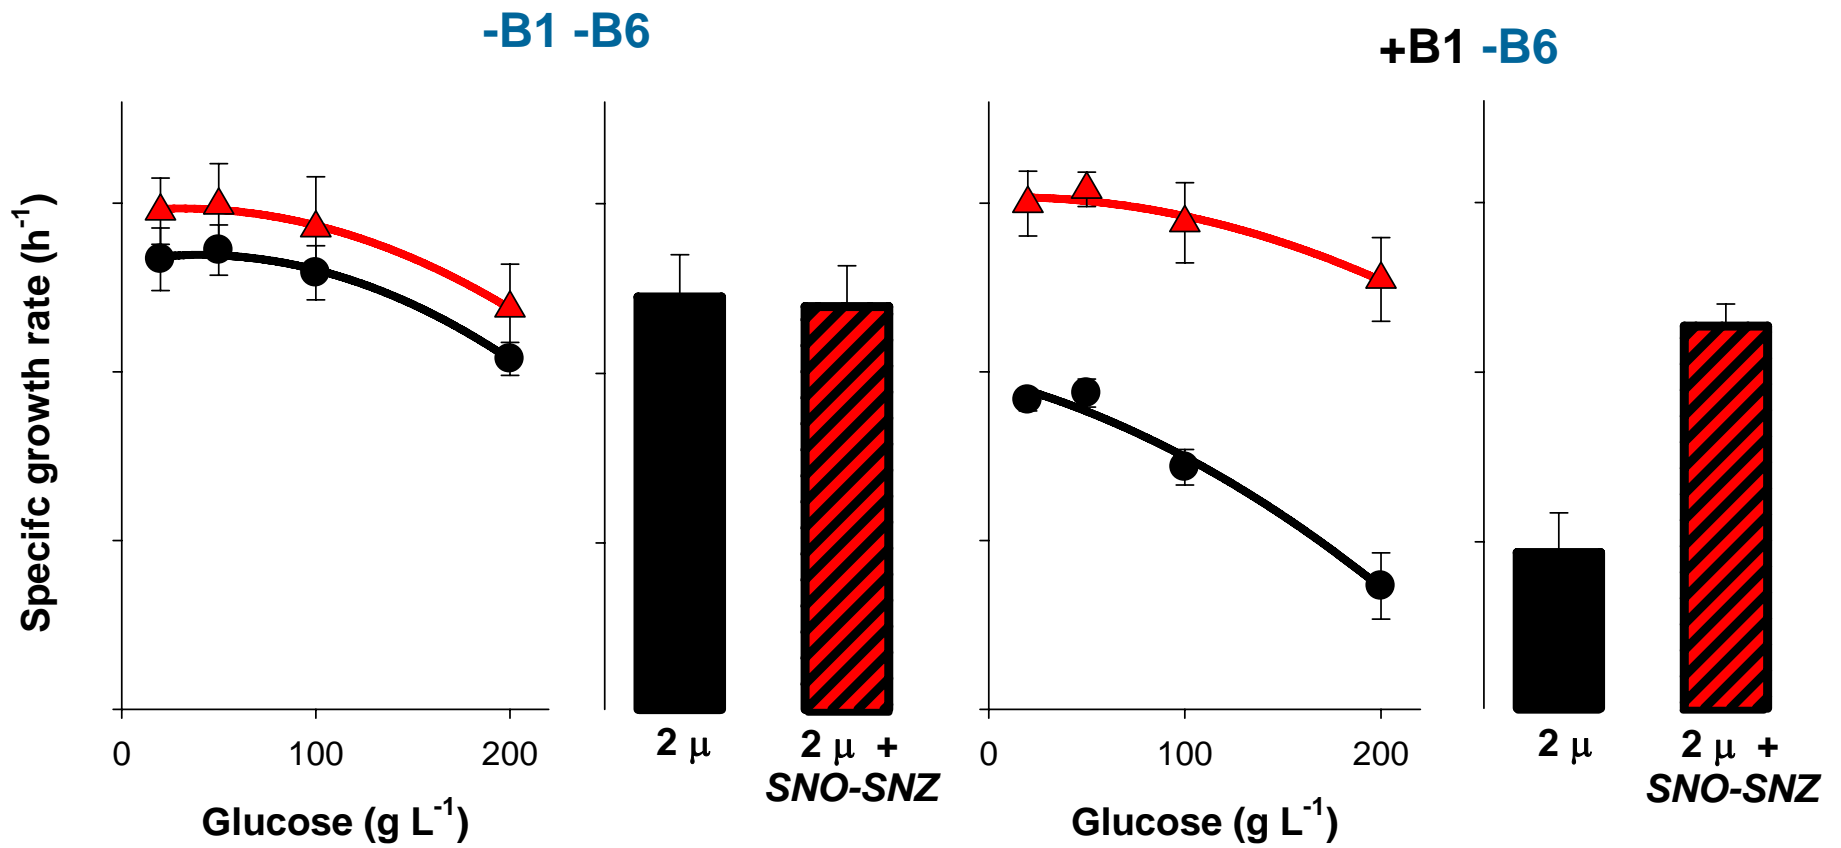 -B1 -B6
+B1 -B6
Specifc growth rate (h⁻¹)
0
100
200
Glucose (g L⁻¹)
2 μ
2 μ +
SNO-SNZ
0
100
200
Glucose (g L⁻¹)
2 μ
2 μ +
SNO-SNZ